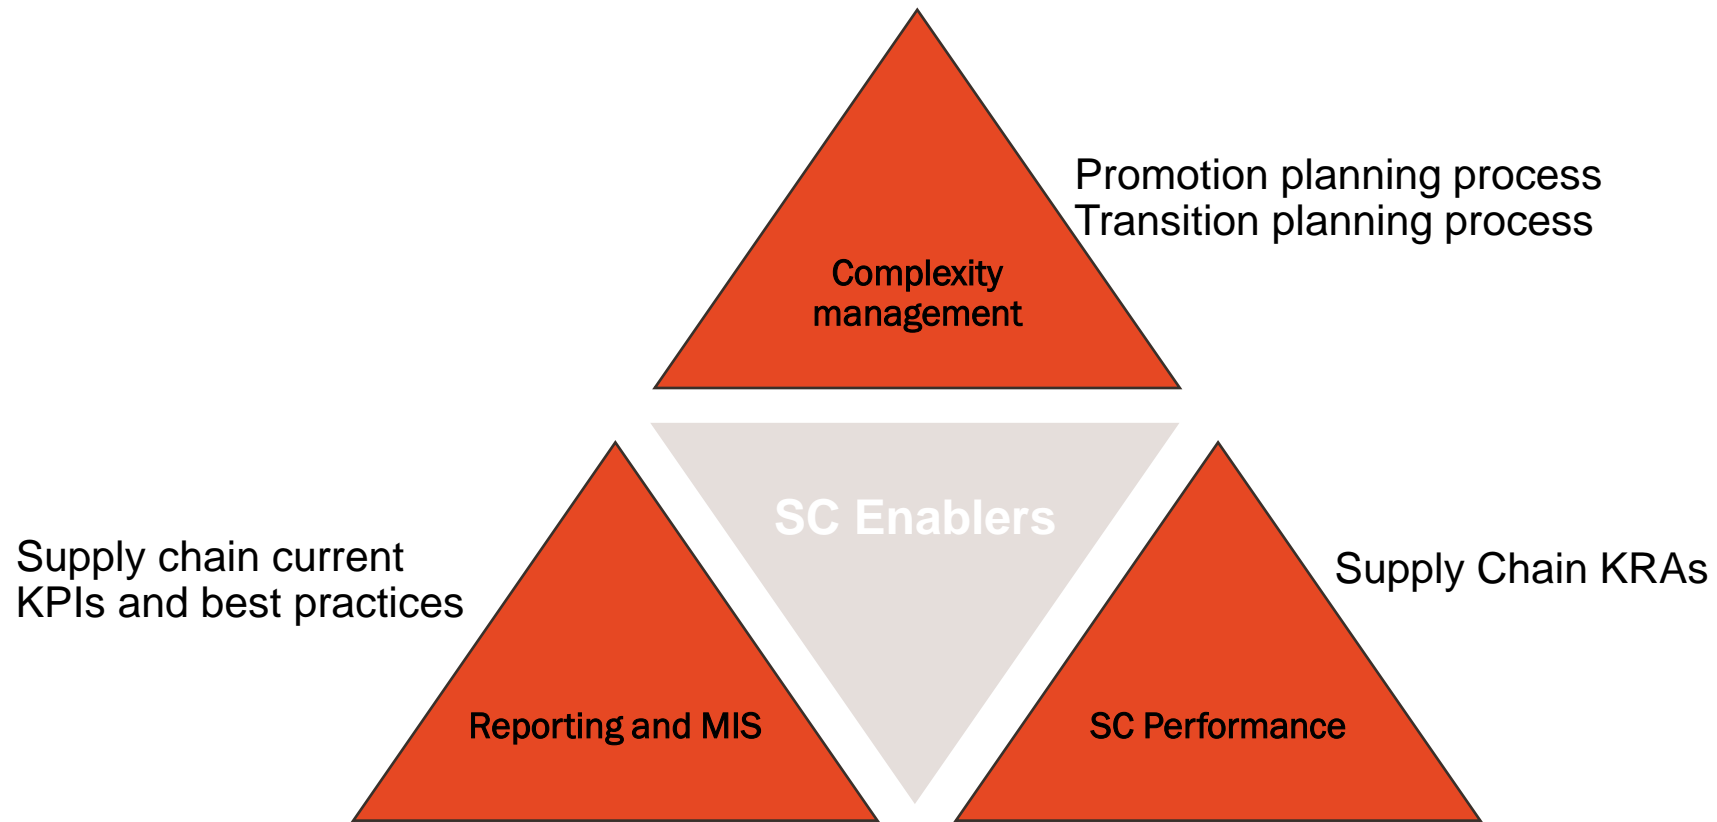 Promotion planning process
Transition planning process
Complexity
management
SC Enablers
Supply chain current
KPIs and best practices
Supply Chain KRAs
Reporting and MIS
SC Performance